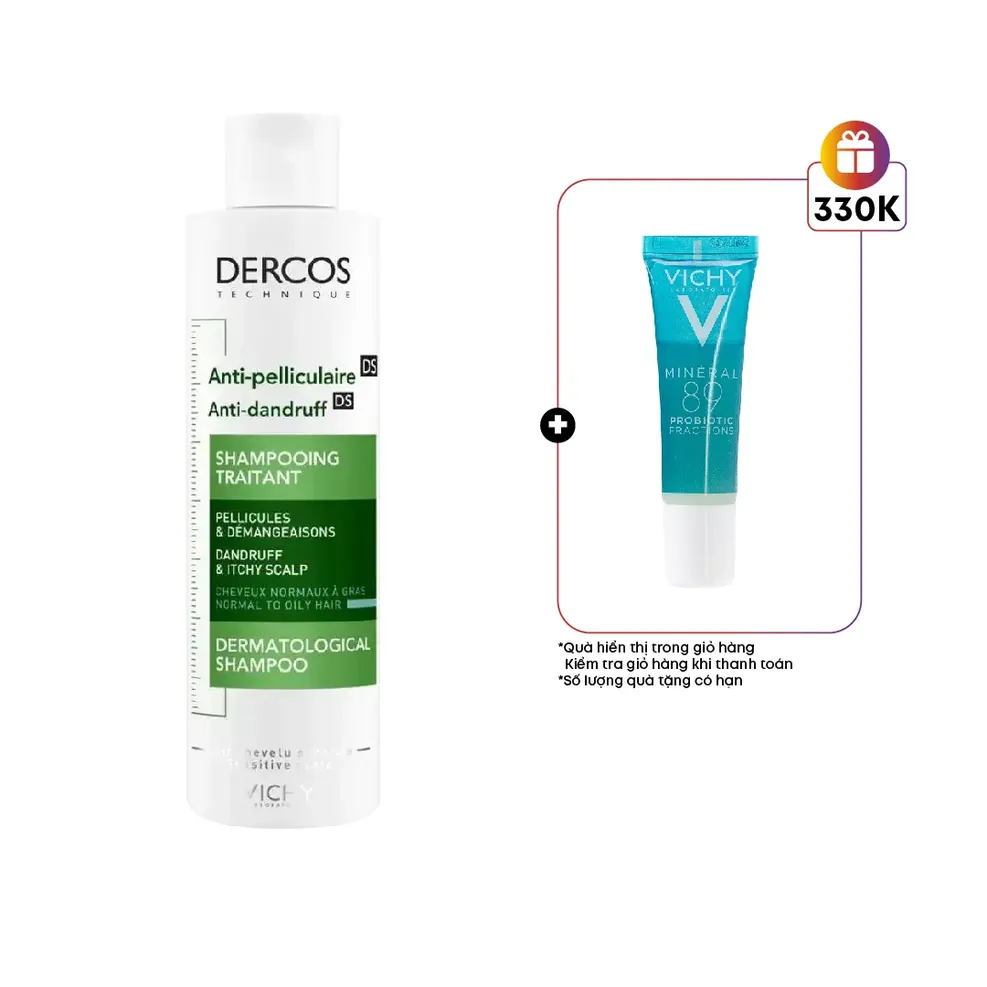 DERCOS
TECHNIQUE
Anti-pelliculaire DS
Anti-dandruff DS
SHAMPOOING
TRAITANT
PELLICULES
& DÉMANGEAISONS
DANDRUFF
& ITCHY SCALP
CHEVEUX NORMAUX À GRAS
NORMAL TO OILY HAIR
DERMATOLOGICAL
SHAMPOO
VICHY
330K
VICHY
LABORATOIRES
V
MINÉRAL
89
PROBIOTIC
FRACTIONS
+
*Quà hiển thị trong giỏ hàng
Kiểm tra giỏ hàng khi thanh toán
*Số lượng quà tặng có hạn